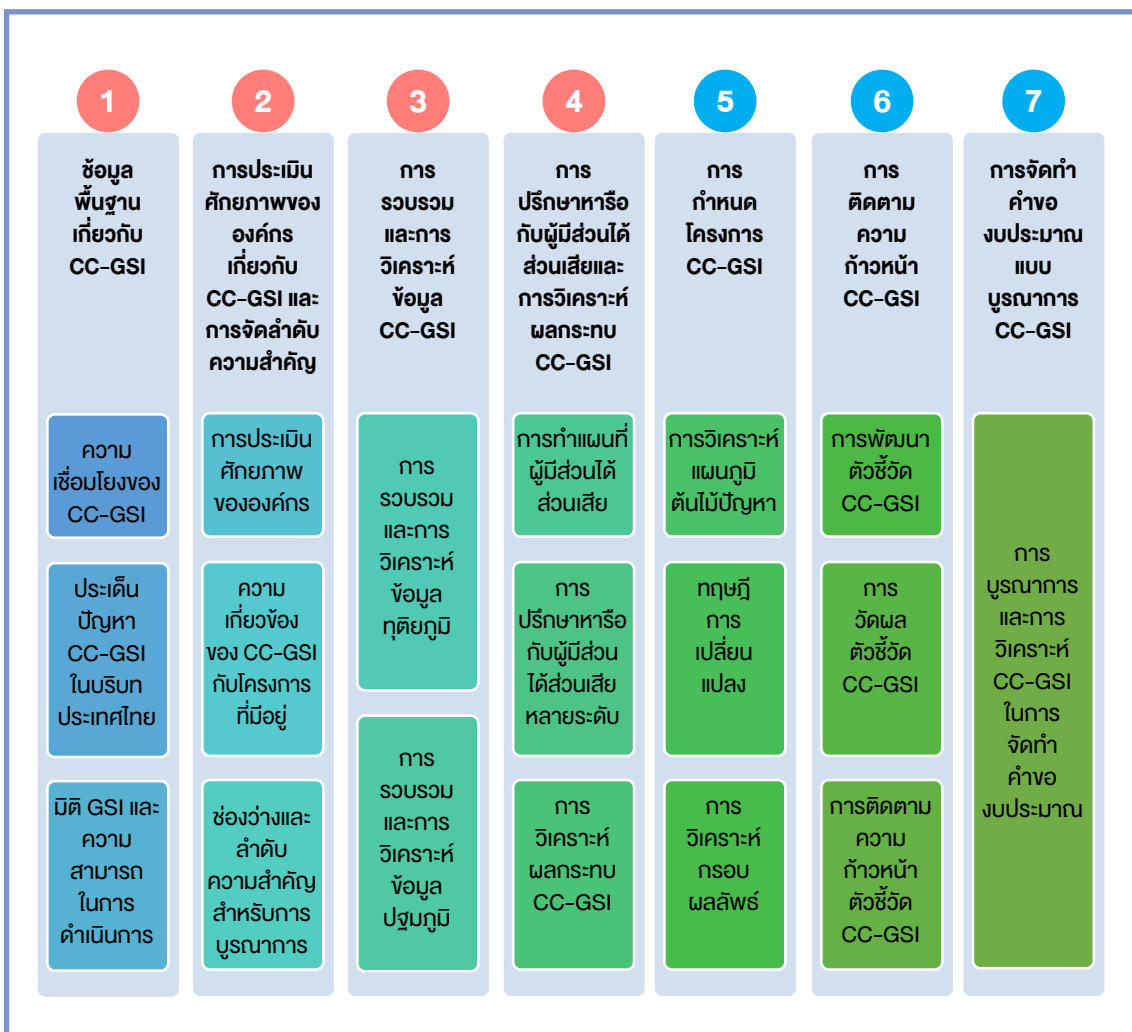 1
ช้อมูล
พื้นฐาน
เกี่ยวกับ
CC-GSI
ความ
เชื่อมโยงของ
CC-GSI
ประเด็น
ปัญหา
CC-GSI
ในบริบท
ประเทศไทย
มิติ GSI และ
ความ
สามารถ
ในการ
ดำเนินการ
2
การประเมิน
ศักยภาพของ
องค์กร
เกี่ยวกับ
CC-GSI และ
การจัดลำดับ
ความสำคัญ
การประเมิน
ศักยภาพ
ขององค์กร
ความ
เกี่ยวข้อง
ของ CC-GSI
กับโครงการ
ที่มีอยู่
ช่องว่างและ
ลำดับ
ความสำคัญ
สำหรับการ
บูรณาการ
3
การ
รวบรวม
และการ
วิเคราะห์
ข้อมูล
CC-GSI
การ
รวบรวม
และการ
วิเคราะห์
ข้อมูล
ทุติยภูมิ
การ
รวบรวม
และการ
วิเคราะห์
ข้อมูล
ปฐมภูมิ
4
การ
ปรึกษาหารือ
กับผู้มีส่วนได้
ส่วนเสียและ
การวิเคราะห์
ผลกระทบ
CC-GSI
การทำแผนที่
ผู้มีส่วนได้
ส่วนเสีย
การ
ปรึกษาหารือ
กับผู้มีส่วน
ได้ส่วนเสีย
หลายระดับ
การ
วิเคราะห์
ผลกระทบ
CC-GSI
5
การ
กำหนด
โครงการ
CC-GSI
การวิเคราะห์
แผนภูมิ
ต้นไม้ปัญหา
ทฤษฎี
การ
เปลี่ยน
แปลง
การ
วิเคราะห์
กรอบ
ผลลัพธ์
6
การ
ติดตาม
ความ
ก้าวหน้า
CC-GSI
การพัฒนา
ตัวชี้วัด
CC-GSI
การ
วัดผล
ตัวชี้วัด
CC-GSI
การติดตาม
ความ
ก้าวหน้า
ตัวชี้วัด
CC-GSI
7
การจัดทำ
คำขอ
งบประมาณ
แบบ
บูรณาการ
CC-GSI
การ
บูรณาการ
และการ
วิเคราะห์
CC-GSI
ในการ
จัดทำ
คำขอ
งบประมาณ